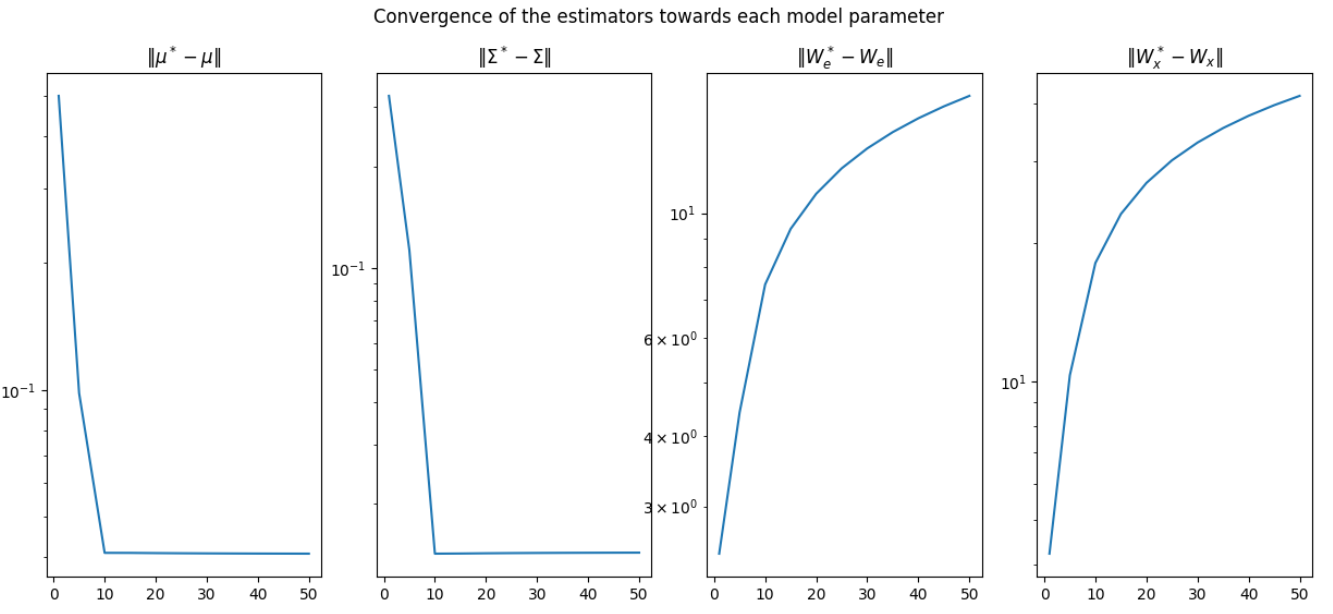 Convergence of the estimators towards each model parameter
‖μ* − μ‖
‖Σ* − Σ‖
‖Wₑ* − Wₑ‖
‖Wₓ* − Wₓ‖
10⁻¹
0 10 20 30 40 50
10⁻¹
0 10 20 30 40 50
10¹
6 × 10⁰
4 × 10⁰
3 × 10⁰
0 10 20 30 40 50
10¹
0 10 20 30 40 50